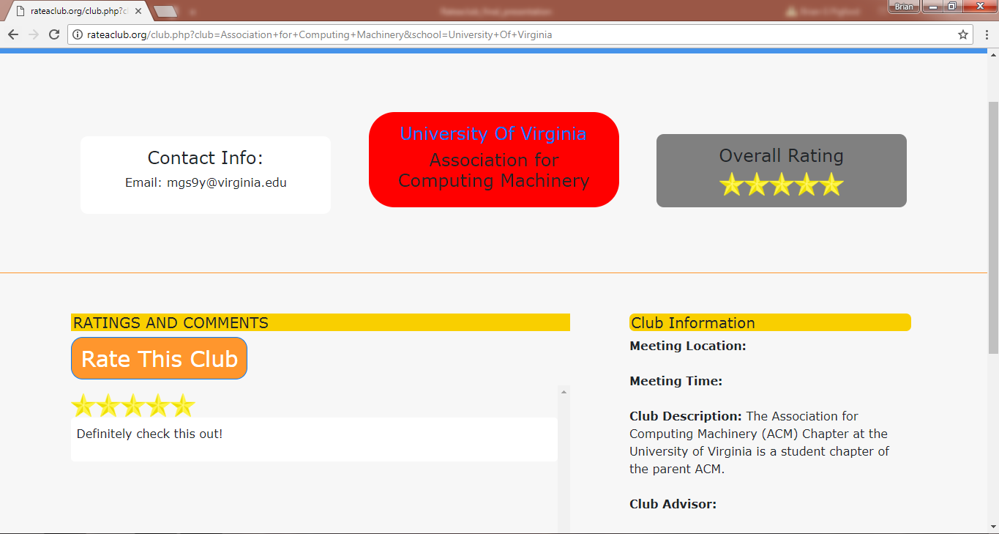 rateaclub.org/club.php?cl
Brian
rateaclub.org/club.php?club=Association+for+Computing+Machinery&school=University+Of+Virginia
Contact Info:
Email: mgs9y@virginia.edu
University Of Virginia
Association for
Computing Machinery
Overall Rating
RATINGS AND COMMENTS
Rate This Club
Definitely check this out!
Club Information
Meeting Location:
Meeting Time:
Club Description: The Association for
Computing Machinery (ACM) Chapter at the
University of Virginia is a student chapter of
the parent ACM.
Club Advisor: